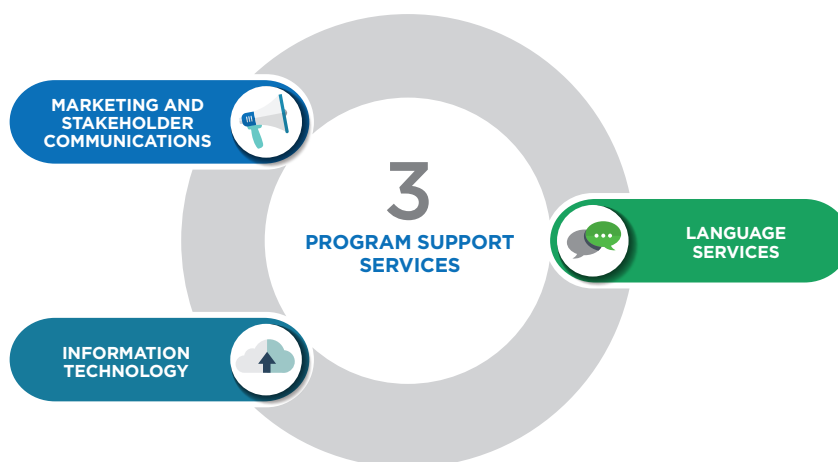 MARKETING AND
STAKEHOLDER
COMMUNICATIONS
3
PROGRAM SUPPORT
SERVICES
LANGUAGE
SERVICES
INFORMATION
TECHNOLOGY